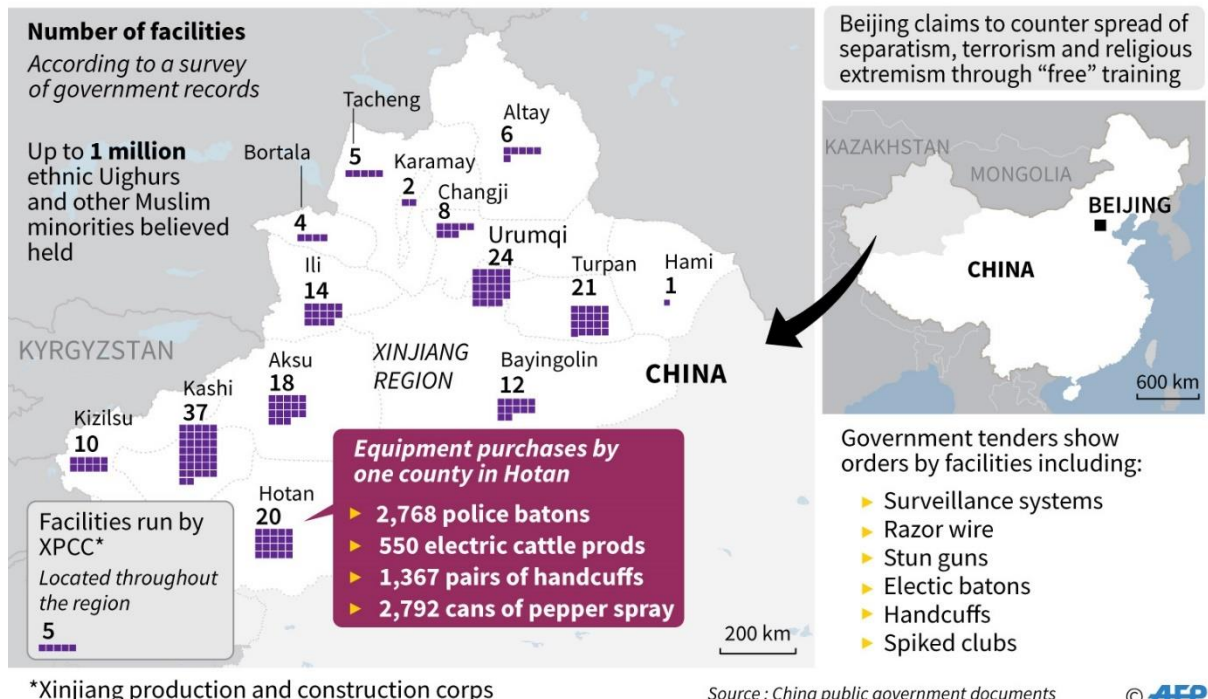 Number of facilities
According to a survey
of government records
Up to 1 million
ethnic Uighurs
and other Muslim
minorities believed
held
Tacheng
5
Altay
6
Bortala
4
Karamay
2
Changji
8
Urumqi
24
Turpan
21
Hami
1
Ili
14
KYRGYZSTAN
Aksu
18
XINJIANG
REGION
Bayingolin
12
CHINA
Kashi
37
Kizilsu
10
Hotan
20
Equipment purchases by
one county in Hotan
2,768 police batons
550 electric cattle prods
1,367 pairs of handcuffs
2,792 cans of pepper spray
Facilities run by
XPCC*
Located throughout
the region
5
200 km
Beijing claims to counter spread of
separatism, terrorism and religious
extremism through “free” training
KAZAKHSTAN
MONGOLIA
BEIJING
CHINA
600 km
Government tenders show
orders by facilities including:
Surveillance systems
Razor wire
Stun guns
Electic batons
Handcuffs
Spiked clubs
*Xinjiang production and construction corps
Source : China public government documents
© AFP